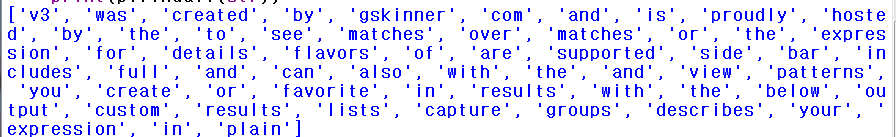 ['v3', 'was', 'created', 'by', 'gskinner', 'com', 'and', 'is', 'proudly', 'hoste
d', 'by', 'the', 'to', 'see', 'matches', 'over', 'matches', 'or', 'the', 'expres
sion', 'for', 'details', 'flavors', 'of', 'are', 'supported', 'side', 'bar', 'in
cludes', 'full', 'and', 'can', 'also', 'with', 'the', 'and', 'view', 'patterns',
 'you', 'create', 'or', 'favorite', 'in', 'results', 'with', 'the', 'below', 'ou
tput', 'custom', 'results', 'lists', 'capture', 'groups', 'describes', 'your', '
expression', 'in', 'plain']